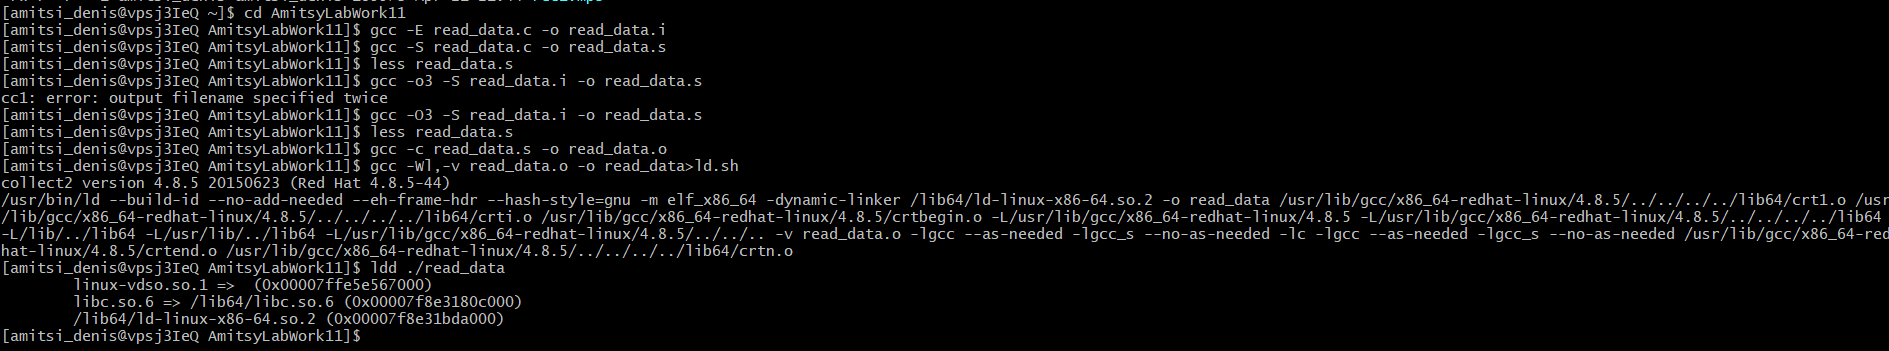 [amitsi_denis@vpsj3IeQ ~]$ cd AmitsyLabWork11
[amitsi_denis@vpsj3IeQ AmitsyLabWork11]$ gcc -E read_data.c -o read_data.i
[amitsi_denis@vpsj3IeQ AmitsyLabWork11]$ gcc -S read_data.c -o read_data.s
[amitsi_denis@vpsj3IeQ AmitsyLabWork11]$ less read_data.s
[amitsi_denis@vpsj3IeQ AmitsyLabWork11]$ gcc -o3 -S read_data.i -o read_data.s
cc1: error: output filename specified twice
[amitsi_denis@vpsj3IeQ AmitsyLabWork11]$ gcc -O3 -S read_data.i -o read_data.s
[amitsi_denis@vpsj3IeQ AmitsyLabWork11]$ less read_data.s
[amitsi_denis@vpsj3IeQ AmitsyLabWork11]$ gcc -c read_data.s -o read_data.o
[amitsi_denis@vpsj3IeQ AmitsyLabWork11]$ gcc -Wl,-v read_data.o -o read_data>ld.sh
collect2 version 4.8.5 20150623 (Red Hat 4.8.5-44)
/usr/bin/ld --build-id --no-add-needed --eh-frame-hdr --hash-style=gnu -m elf_x86_64 -dynamic-linker /lib64/ld-linux-x86-64.so.2 -o read_data /usr/lib/gcc/x86_64-redhat-linux/4.8.5/../../../../lib64/crt1.o /usr
/lib/gcc/x86_64-redhat-linux/4.8.5/../../../../lib64/crti.o /usr/lib/gcc/x86_64-redhat-linux/4.8.5/crtbegin.o -L/usr/lib/gcc/x86_64-redhat-linux/4.8.5 -L/usr/lib/gcc/x86_64-redhat-linux/4.8.5/../../../../lib64
-L/lib/../lib64 -L/usr/lib/../lib64 -L/usr/lib/gcc/x86_64-redhat-linux/4.8.5/../../.. -v read_data.o -lgcc --as-needed -lgcc_s --no-as-needed -lc -lgcc --as-needed -lgcc_s --no-as-needed /usr/lib/gcc/x86_64-red
hat-linux/4.8.5/crtend.o /usr/lib/gcc/x86_64-redhat-linux/4.8.5/../../../../lib64/crtn.o
[amitsi_denis@vpsj3IeQ AmitsyLabWork11]$ ldd ./read_data
linux-vdso.so.1 =>  (0x00007ffe5e567000)
libc.so.6 => /lib64/libc.so.6 (0x00007f8e3180c000)
/lib64/ld-linux-x86-64.so.2 (0x00007f8e31bda000)
[amitsi_denis@vpsj3IeQ AmitsyLabWork11]$